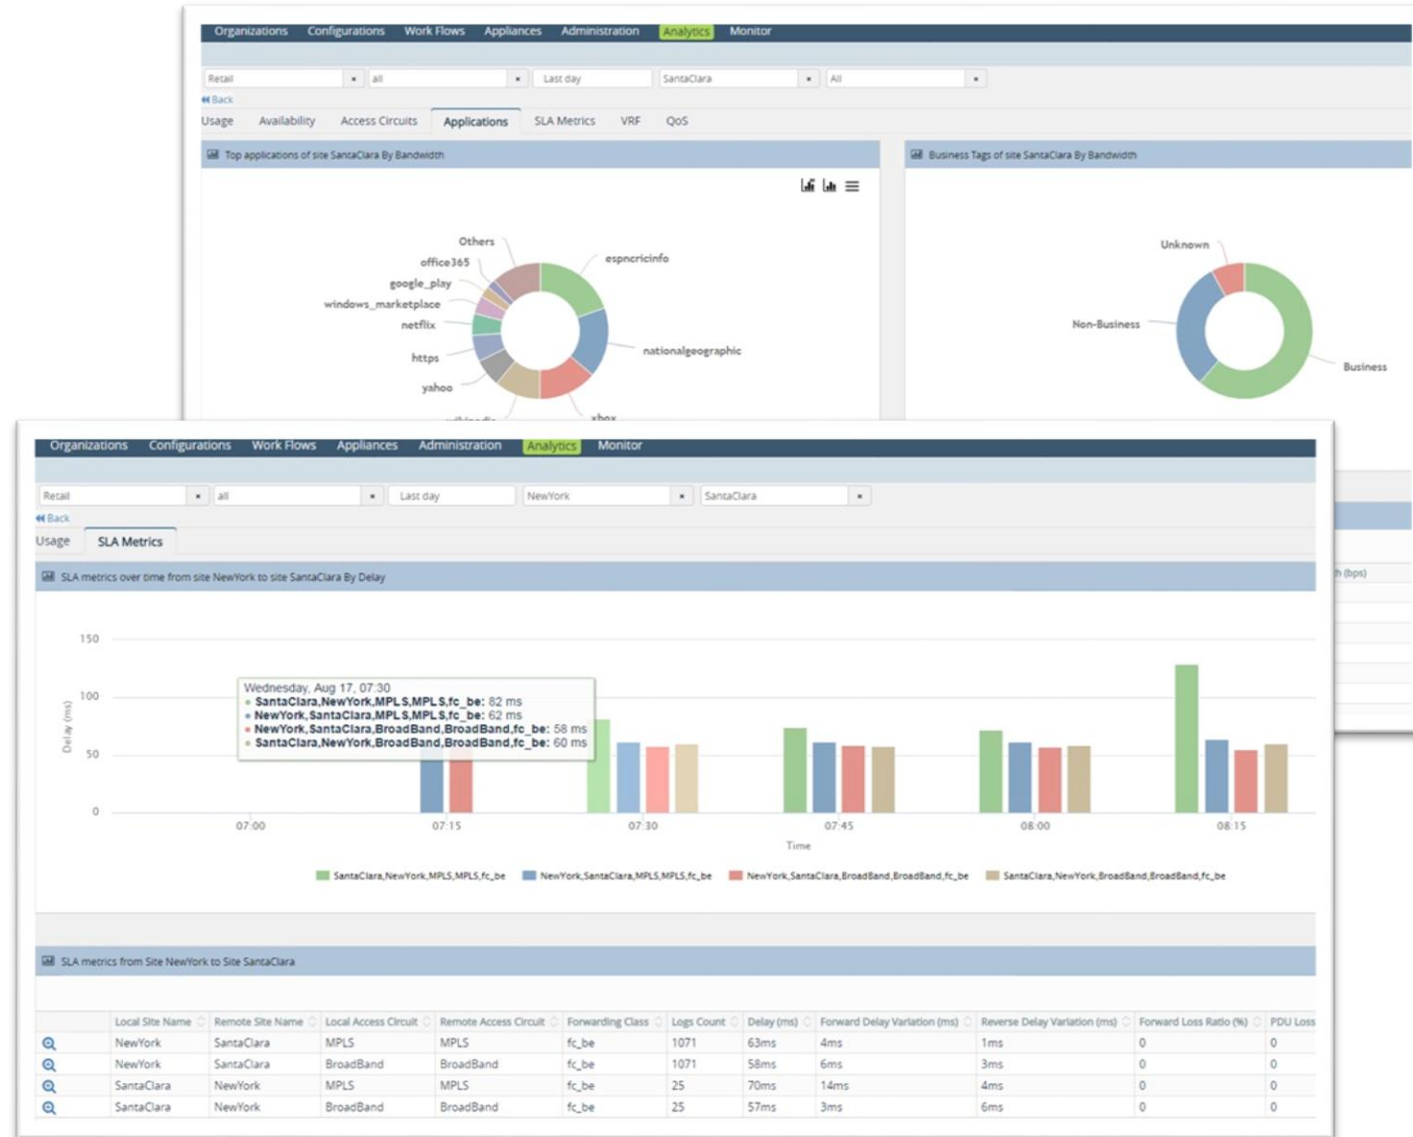 Organizations Configurations Work Flows Appliances Administration Analytics Monitor
Retail all Last day SantaClara All
Back
Usage Availability Access Circuits Applications SLA Metrics VRF QoS
Top applications of site SantaClara By Bandwidth
Business Tags of site SantaClara By Bandwidth
Others
office365
google_play
windows_marketplace
netflix
https
yahoo
espncricinfo
nationalgeographic
xbox
Unknown
Non-Business
Business
(bps)
Organizations Configurations Work Flows Appliances Administration Analytics Monitor
Retail all Last day NewYork SantaClara
Back
Usage SLA Metrics
SLA metrics over time from site NewYork to site SantaClara By Delay
Delay (ms)
150
100
50
0
Wednesday, Aug 17, 07:30
SantaClara,NewYork,MPLS,MPLS,fc_be: 82 ms
NewYork,SantaClara,MPLS,MPLS,fc_be: 62 ms
NewYork,SantaClara,BroadBand,BroadBand,fc_be: 58 ms
SantaClara,NewYork,BroadBand,BroadBand,fc_be: 60 ms
07:00 07:15 07:30 07:45 08:00 08:15
Time
SantaClara,NewYork,MPLS,MPLS,fc_be NewYork,SantaClara,MPLS,MPLS,fc_be NewYork,SantaClara,BroadBand,BroadBand,fc_be SantaClara,NewYork,BroadBand,BroadBand,fc_be
SLA metrics from Site NewYork to Site SantaClara
Local Site Name Remote Site Name Local Access Circuit Remote Access Circuit Forwarding Class Logs Count Delay (ms) Forward Delay Variation (ms) Reverse Delay Variation (ms) Forward Loss Ratio (%) PDU Loss
NewYork SantaClara MPLS MPLS fc_be 1071 63ms 4ms 1ms 0 0
NewYork SantaClara BroadBand BroadBand fc_be 1071 58ms 6ms 3ms 0 0
SantaClara NewYork MPLS MPLS fc_be 25 70ms 14ms 4ms 0 0
SantaClara NewYork BroadBand BroadBand fc_be 25 57ms 3ms 6ms 0 0